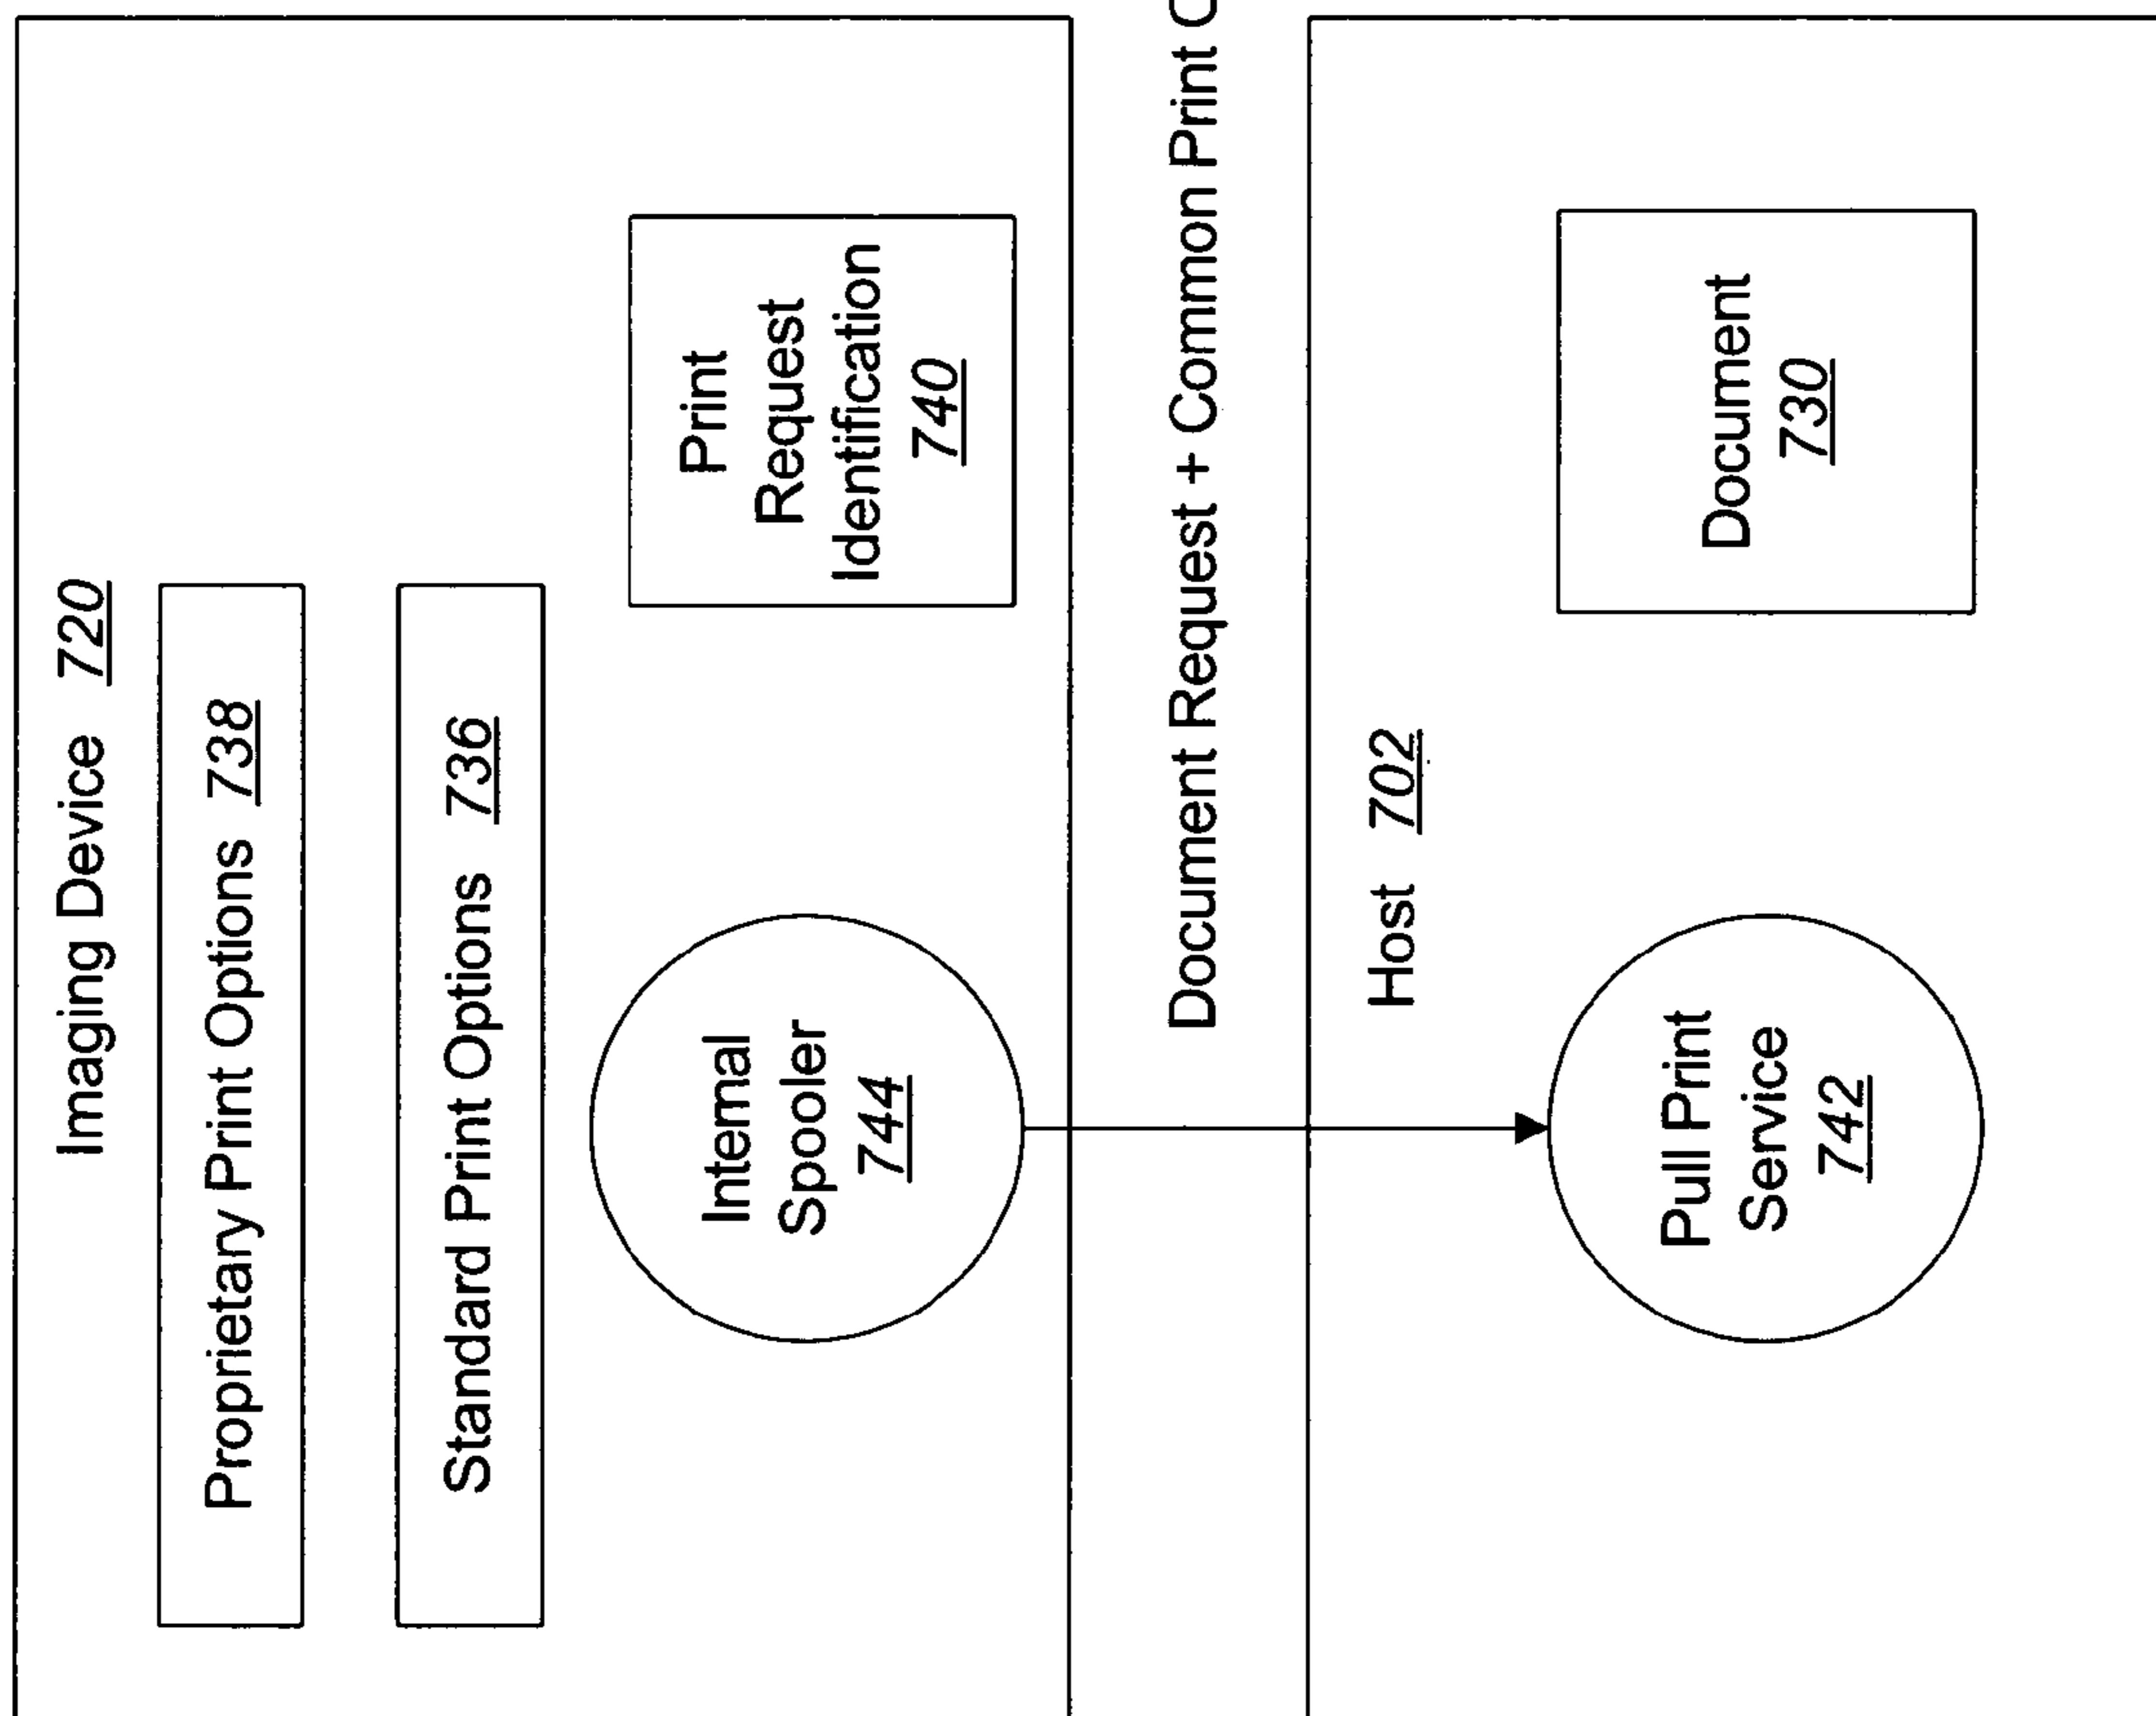 Imaging Device 720
Proprietary Print Options 738
Standard Print Options 736
Internal
Spooler
744
Print
Request
Identification
740
Document Request + Common Print
Host 702
Pull Print
Service
742
Document
730